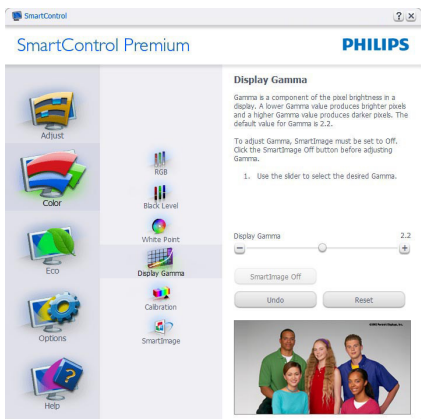 SmartControl
SmartControl Premium
PHILIPS
Adjust
Color
Eco
Options
Help
RGB
Black Level
White Point
Display Gamma
Calibration
SmartImage
Display Gamma
Gamma is a component of the pixel brightness in a
display. A lower Gamma value produces brighter pixels
and a higher Gamma value produces darker pixels. The
default value for Gamma is 2.2.
To adjust Gamma, SmartImage must be set to Off.
Click the SmartImage Off button before adjusting
Gamma.
1. Use the slider to select the desired Gamma.
Display Gamma 2.2
SmartImage Off
Undo Reset